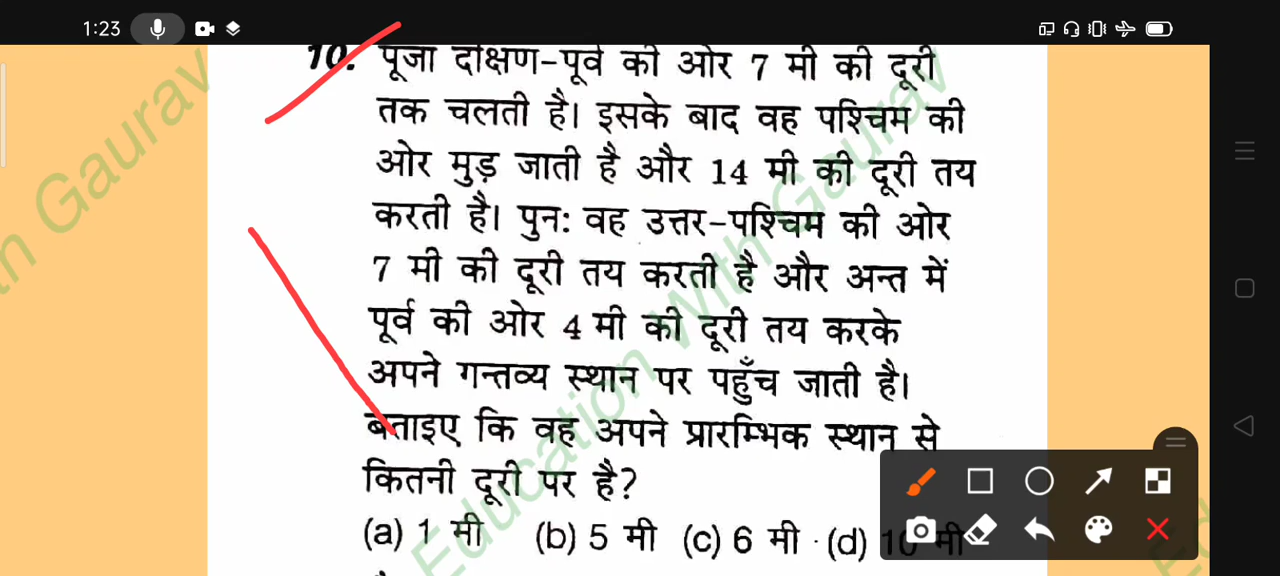 1:23
10. पूजा दक्षिण-पूर्व की ओर 7 मी की दूरी
तक चलती है। इसके बाद वह पश्चिम की
ओर मुड़ जाती है और 14 मी की दूरी तय
करती है। पुन: वह उत्तर-पश्चिम की ओर
7 मी की दूरी तय करती है और अन्त में
पूर्व की ओर 4 मी की दूरी तय करके
अपने गन्तव्य स्थान पर पहुँच जाती है।
बताइए कि वह अपने प्रारम्भिक स्थान से
कितनी दूरी पर है?
(a) 1 मी (b) 5 मी (c) 6 मी (d) 10 मी
Education With Gaurav
th Gaurav